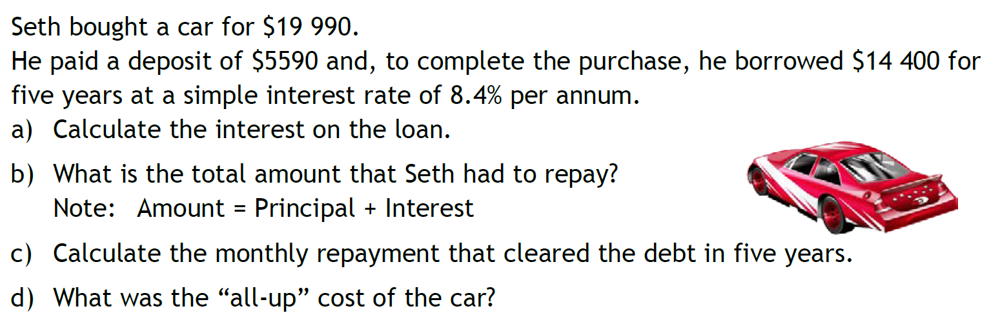 Seth bought a car for $19 990.
He paid a deposit of $5590 and, to complete the purchase, he borrowed $14 400 for
five years at a simple interest rate of 8.4% per annum.
a) Calculate the interest on the loan.
b) What is the total amount that Seth had to repay?
Note: Amount = Principal + Interest
c) Calculate the monthly repayment that cleared the debt in five years.
d) What was the “all-up” cost of the car?